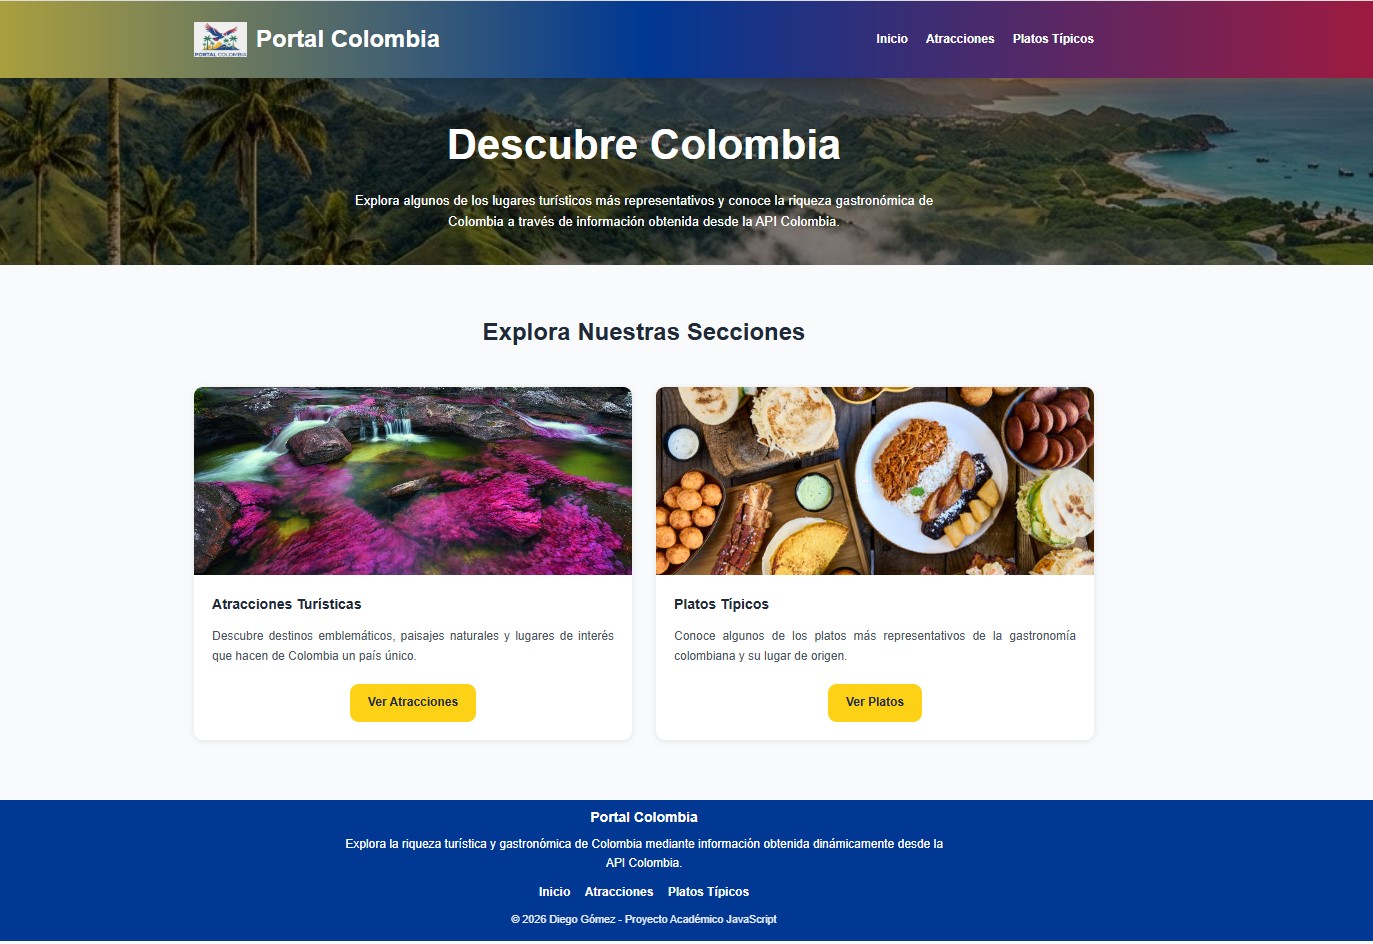 PORTAL COLOMBIA
Portal Colombia
Inicio Atracciones Platos Típicos
Descubre Colombia
Explora algunos de los lugares turísticos más representativos y conoce la riqueza gastronómica de
Colombia a través de información obtenida desde la API Colombia.
Explora Nuestras Secciones
Atracciones Turísticas
Descubre destinos emblemáticos, paisajes naturales y lugares de interés
que hacen de Colombia un país único.
Ver Atracciones
Platos Típicos
Conoce algunos de los platos más representativos de la gastronomía
colombiana y su lugar de origen.
Ver Platos
Portal Colombia
Explora la riqueza turística y gastronómica de Colombia mediante información obtenida dinámicamente desde la
API Colombia.
Inicio Atracciones Platos Típicos
© 2026 Diego Gómez - Proyecto Académico JavaScript